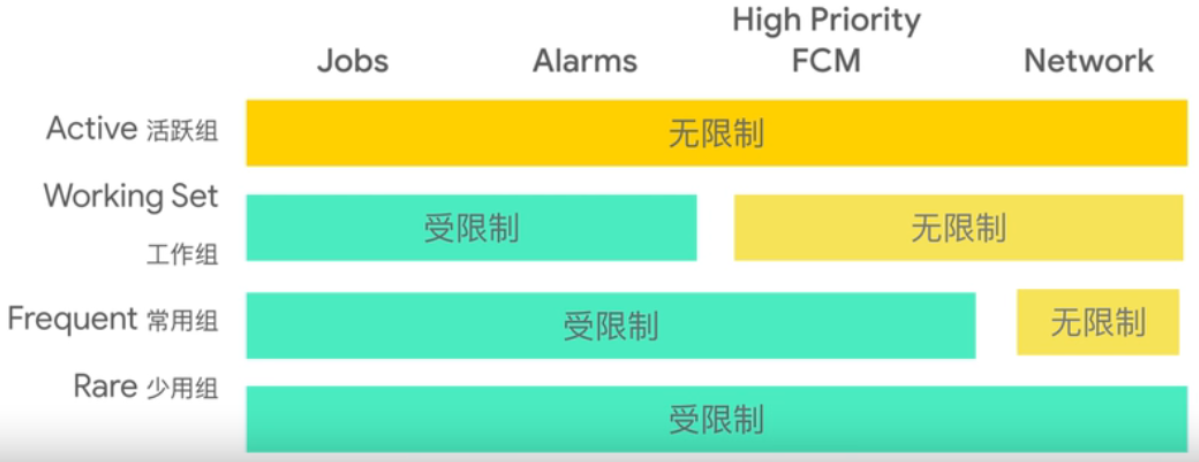 High Priority
Jobs Alarms FCM Network
Active 活跃组 无限制
Working Set
受限制 无限制
工作组
Frequent 常用组 受限制 无限制
Rare 少用组
受限制